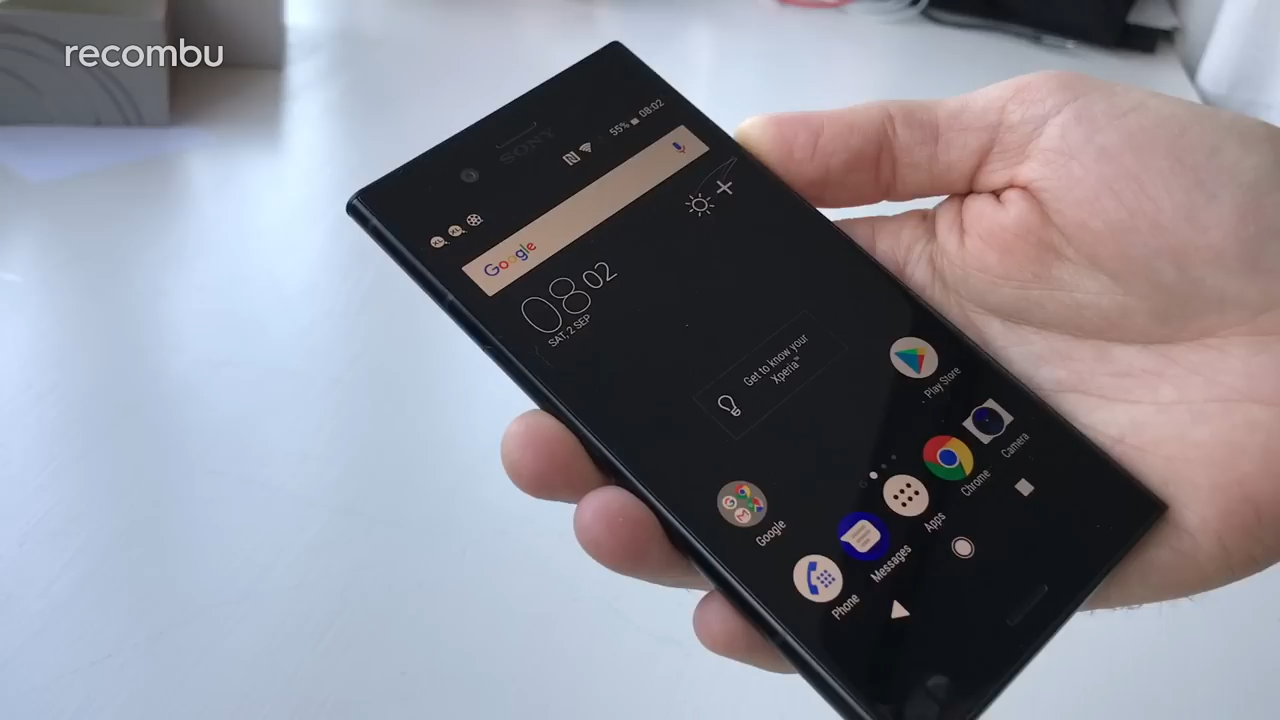 recombu
SONY
55% 08:02
Google
08 02
SAT, 2 SEP
Get to know your
Xperia™
Play Store
Camera
Chrome
Apps
Google
Messages
Phone